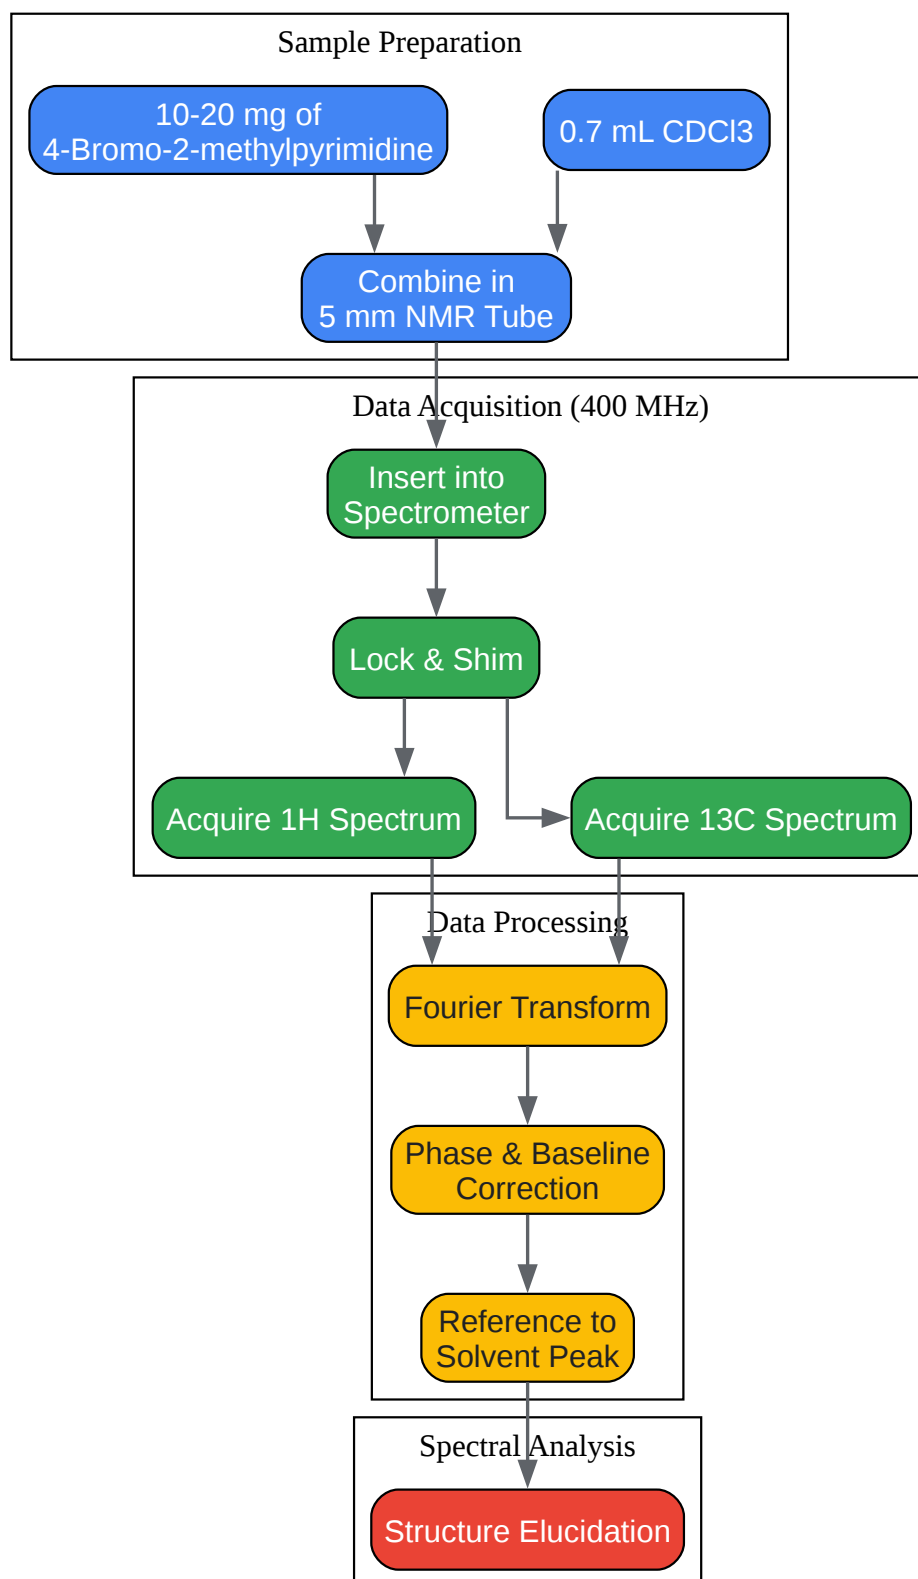 Sample Preparation
10-20 mg of
4-Bromo-2-methylpyrimidine
0.7 mL CDCl3
Combine in
5 mm NMR Tube
Data Acquisition (400 MHz)
Insert into
Spectrometer
Lock & Shim
Acquire 1H Spectrum
Acquire 13C Spectrum
Data Processing
Fourier Transform
Phase & Baseline
Correction
Reference to
Solvent Peak
Spectral Analysis
Structure Elucidation